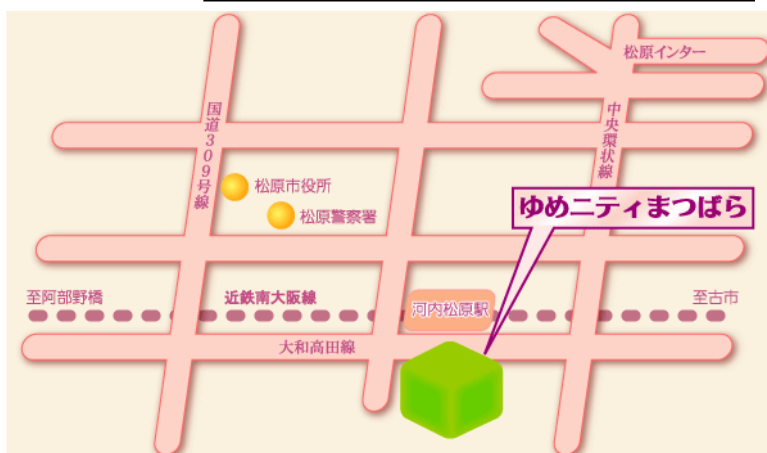 松原インター
国道309号線
中央環状線
松原市役所
松原警察署
ゆめニティまつばら
至阿部野橋
近鉄南大阪線
河内松原駅
至古市
大和高田線